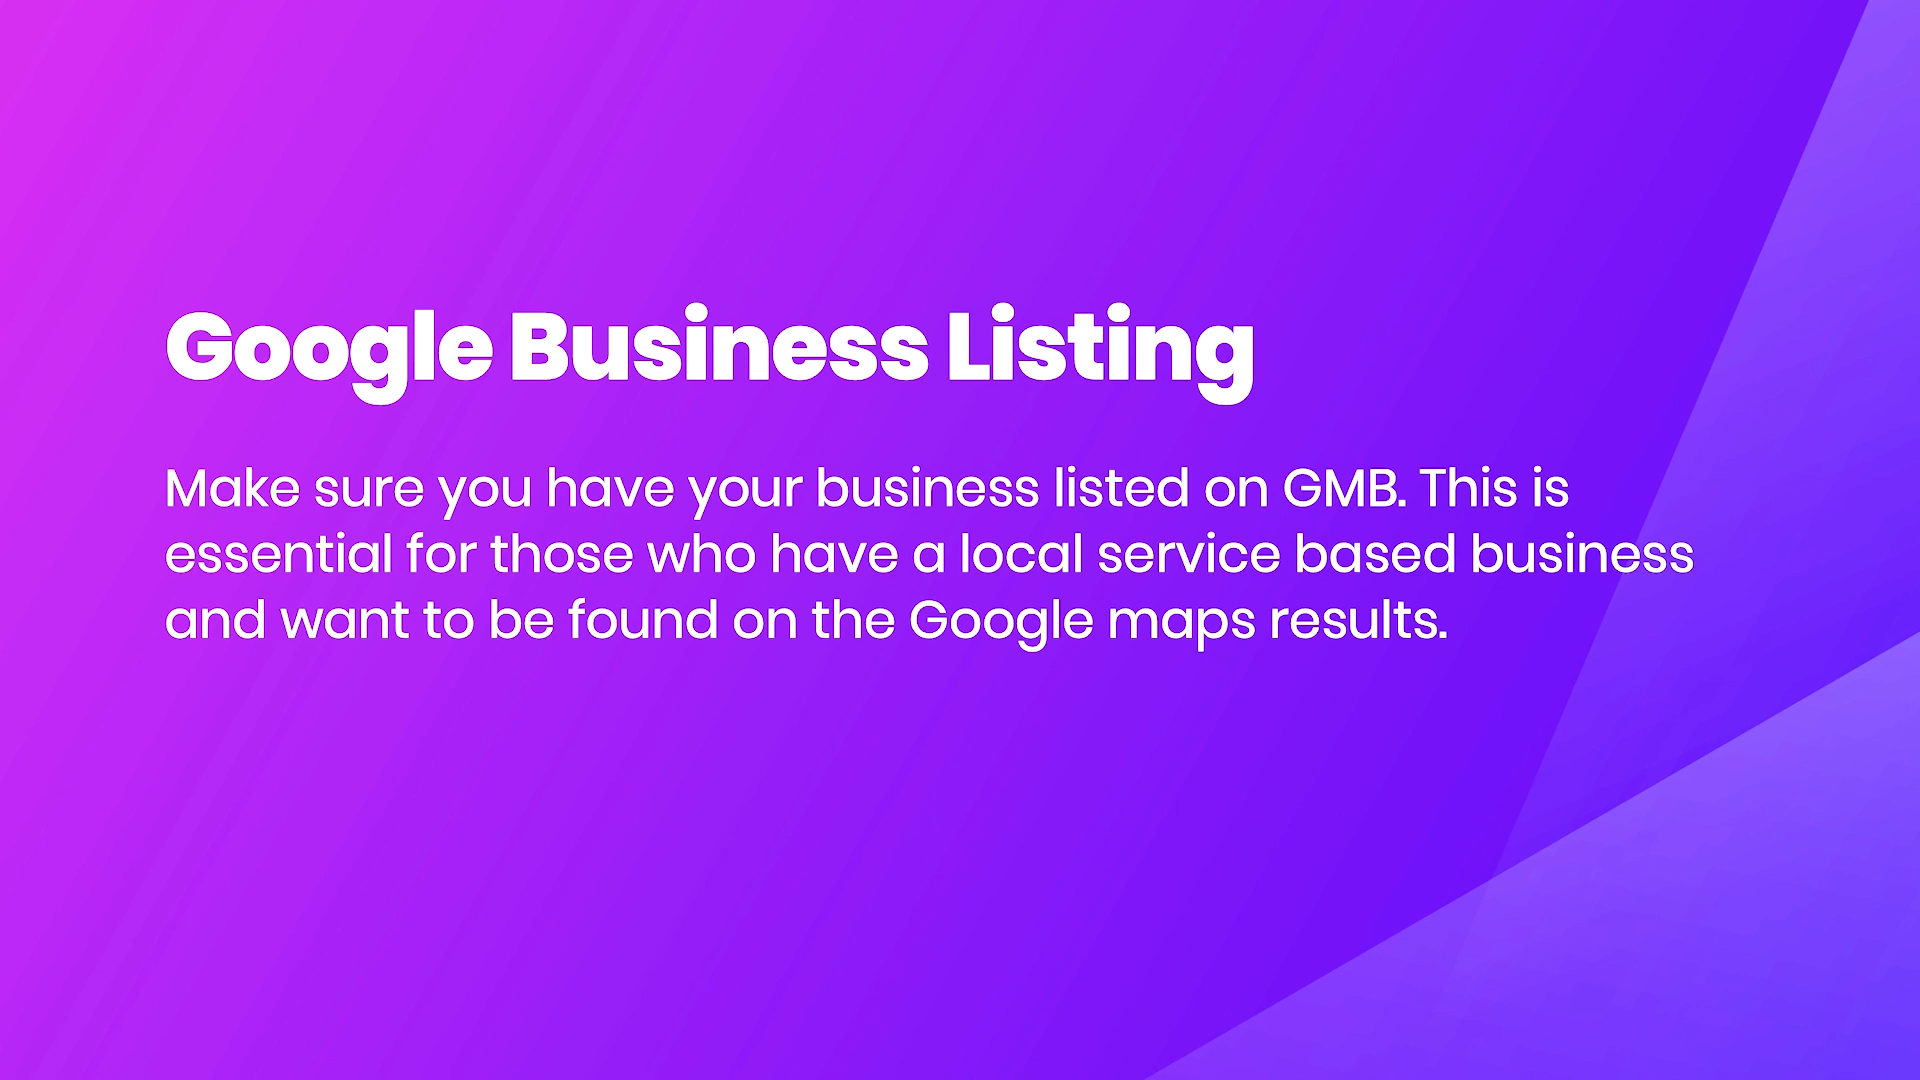 Google Business Listing
Make sure you have your business listed on GMB. This is
essential for those who have a local service based business
and want to be found on the Google maps results.